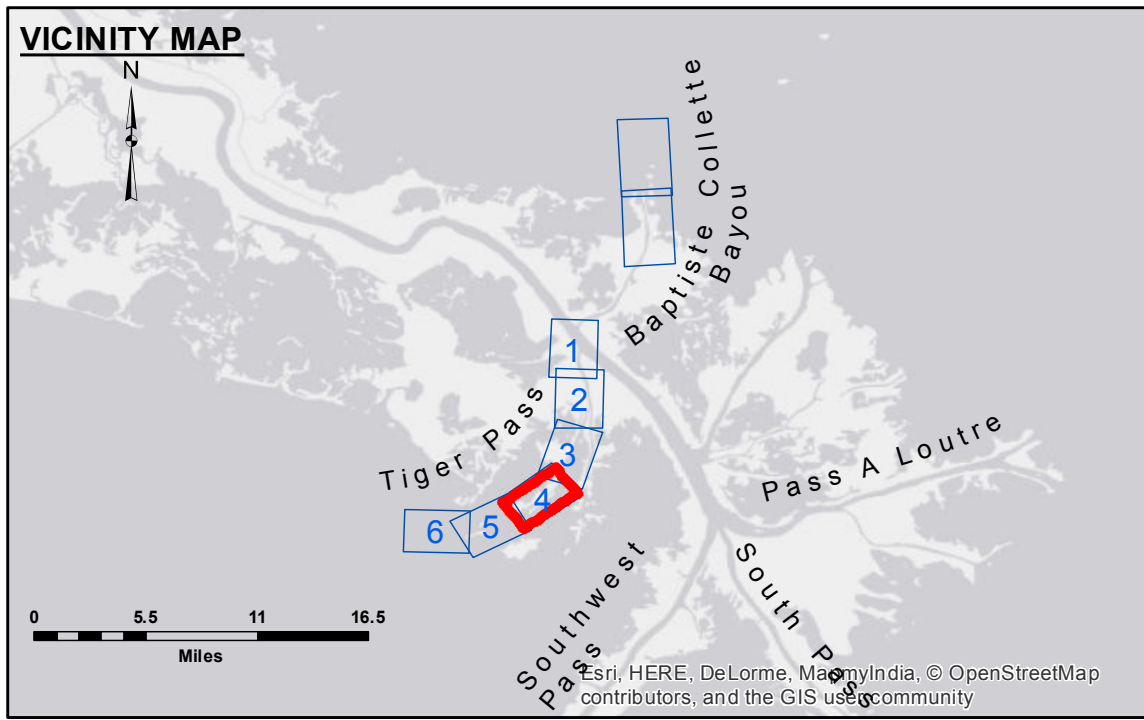 VICINITY MAP
N
Baptiste Collette
Bayou
1
2
Tiger Pass
3
4
5
6
Pass A Loutre
Southwest
Pass
South Pass
0 5.5 11 16.5
Miles
Esri, HERE, DeLorme, MapmyIndia, © OpenStreetMap
contributors, and the GIS user community